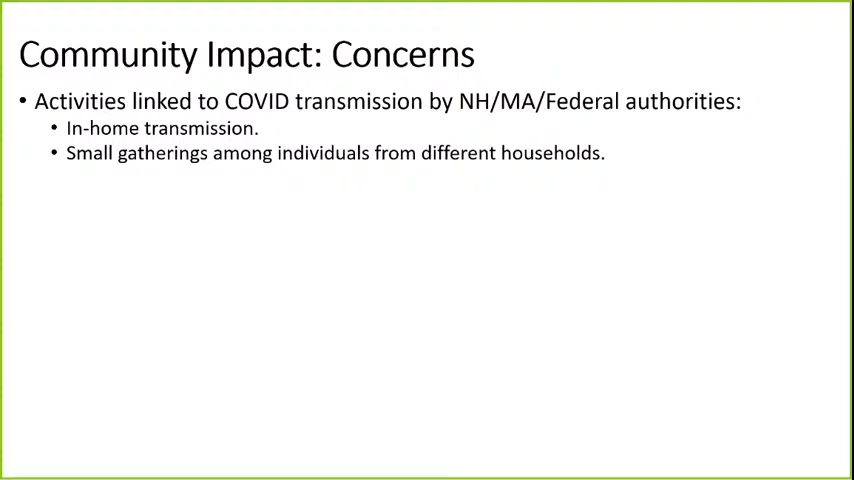 Community Impact: Concerns
• Activities linked to COVID transmission by NH/MA/Federal authorities:
• In-home transmission.
• Small gatherings among individuals from different households.